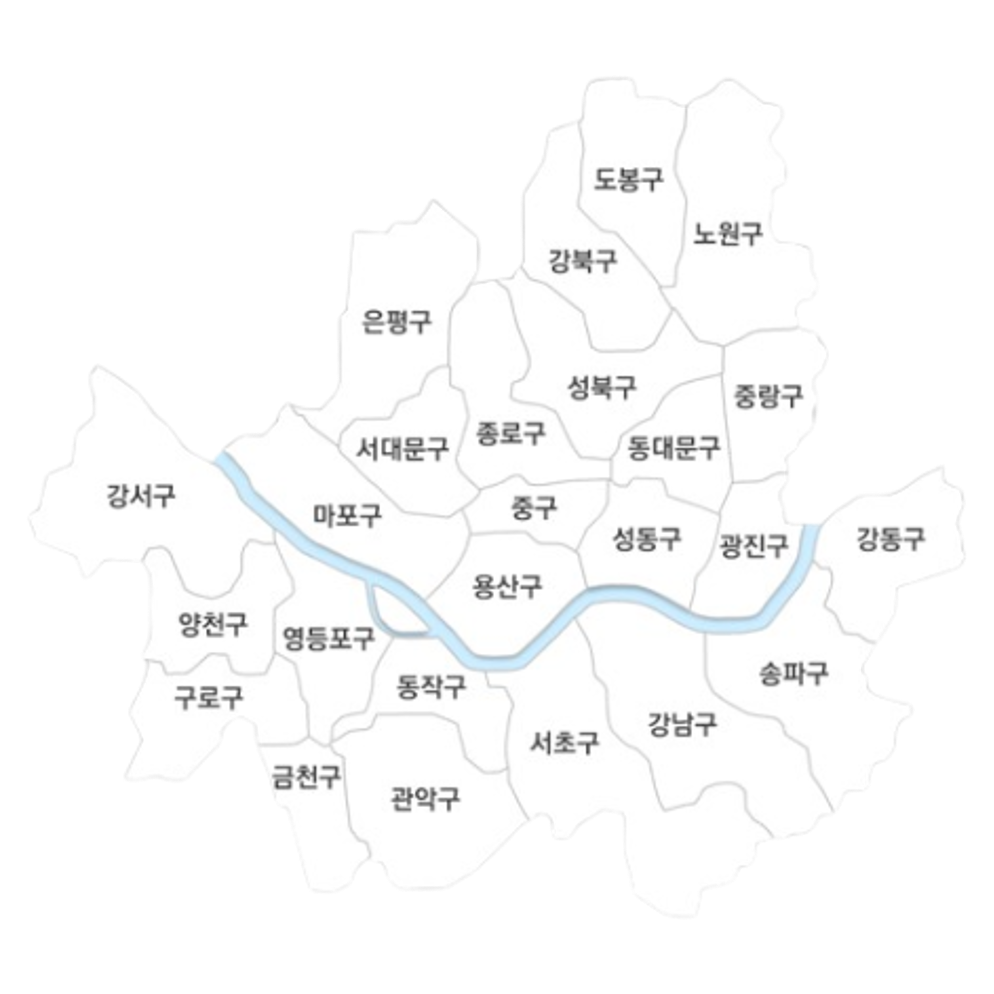 도봉구
노원구
강북구
은평구
성북구
중랑구
종로구
서대문구
동대문구
강서구
마포구
중구
성동구
광진구
강동구
용산구
양천구
영등포구
송파구
동작구
구로구
강남구
서초구
금천구
관악구